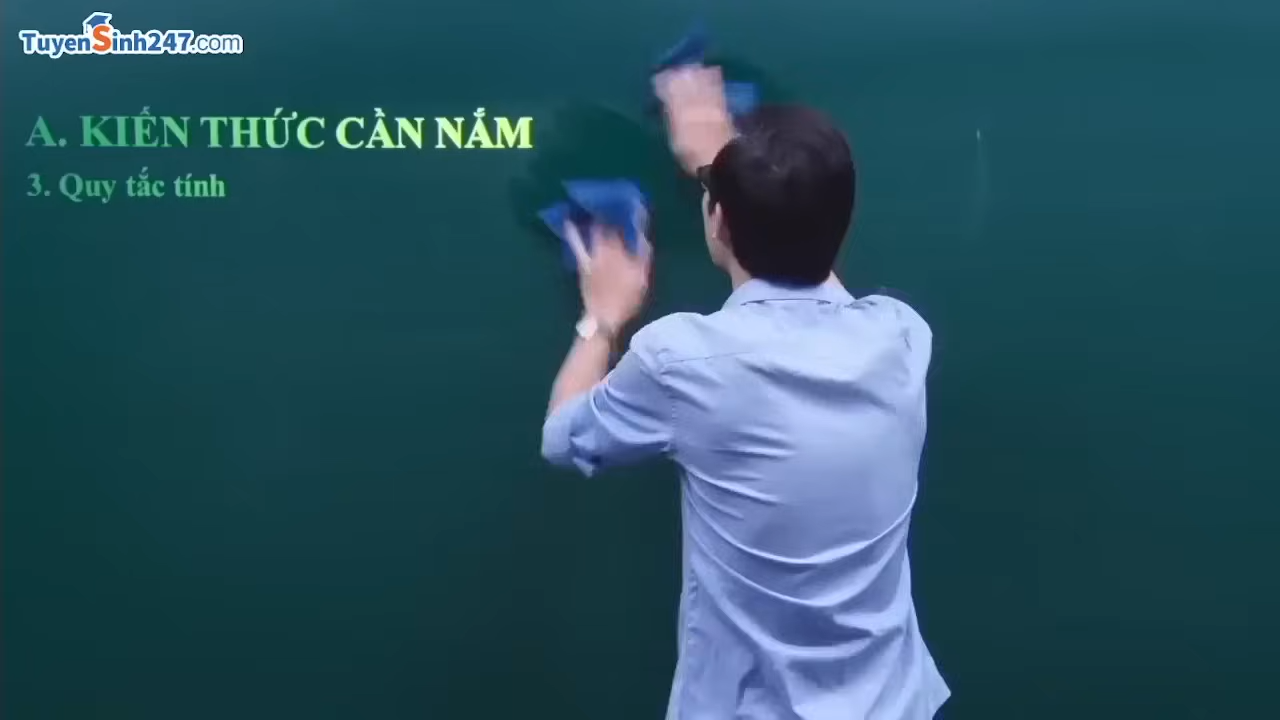 TuyenSinh247.com
A. KIẾN THỨC CẦN NẮM
3. Quy tắc tính